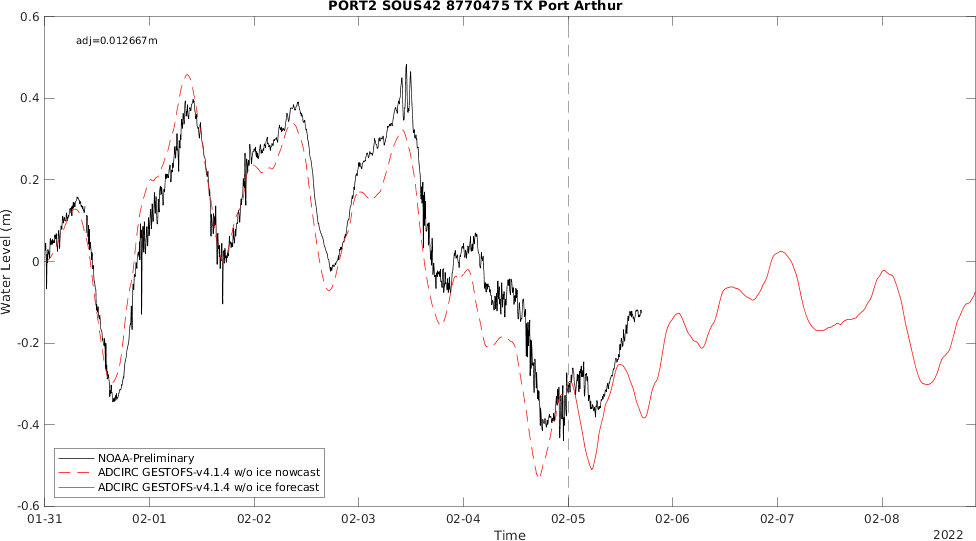 PORT2 SOUS42 8770475 TX Port Arthur
adj=0.012667m
0.6
0.4
0.2
0
-0.2
-0.4
-0.6
Water Level (m)
NOAA-Preliminary
ADCIRC GESTOFS-v4.1.4 w/o ice nowcast
ADCIRC GESTOFS-v4.1.4 w/o ice forecast
01-31 02-01 02-02 02-03 02-04 02-05 02-06 02-07 02-08
Time
2022